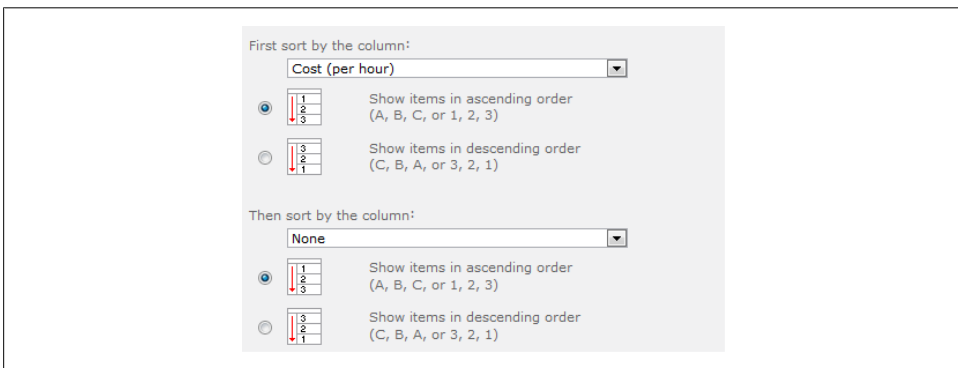 First sort by the column:
Cost (per hour)
1
2
3
Show items in ascending order
(A, B, C, or 1, 2, 3)
3
2
1
Show items in descending order
(C, B, A, or 3, 2, 1)
Then sort by the column:
None
1
2
3
Show items in ascending order
(A, B, C, or 1, 2, 3)
3
2
1
Show items in descending order
(C, B, A, or 3, 2, 1)